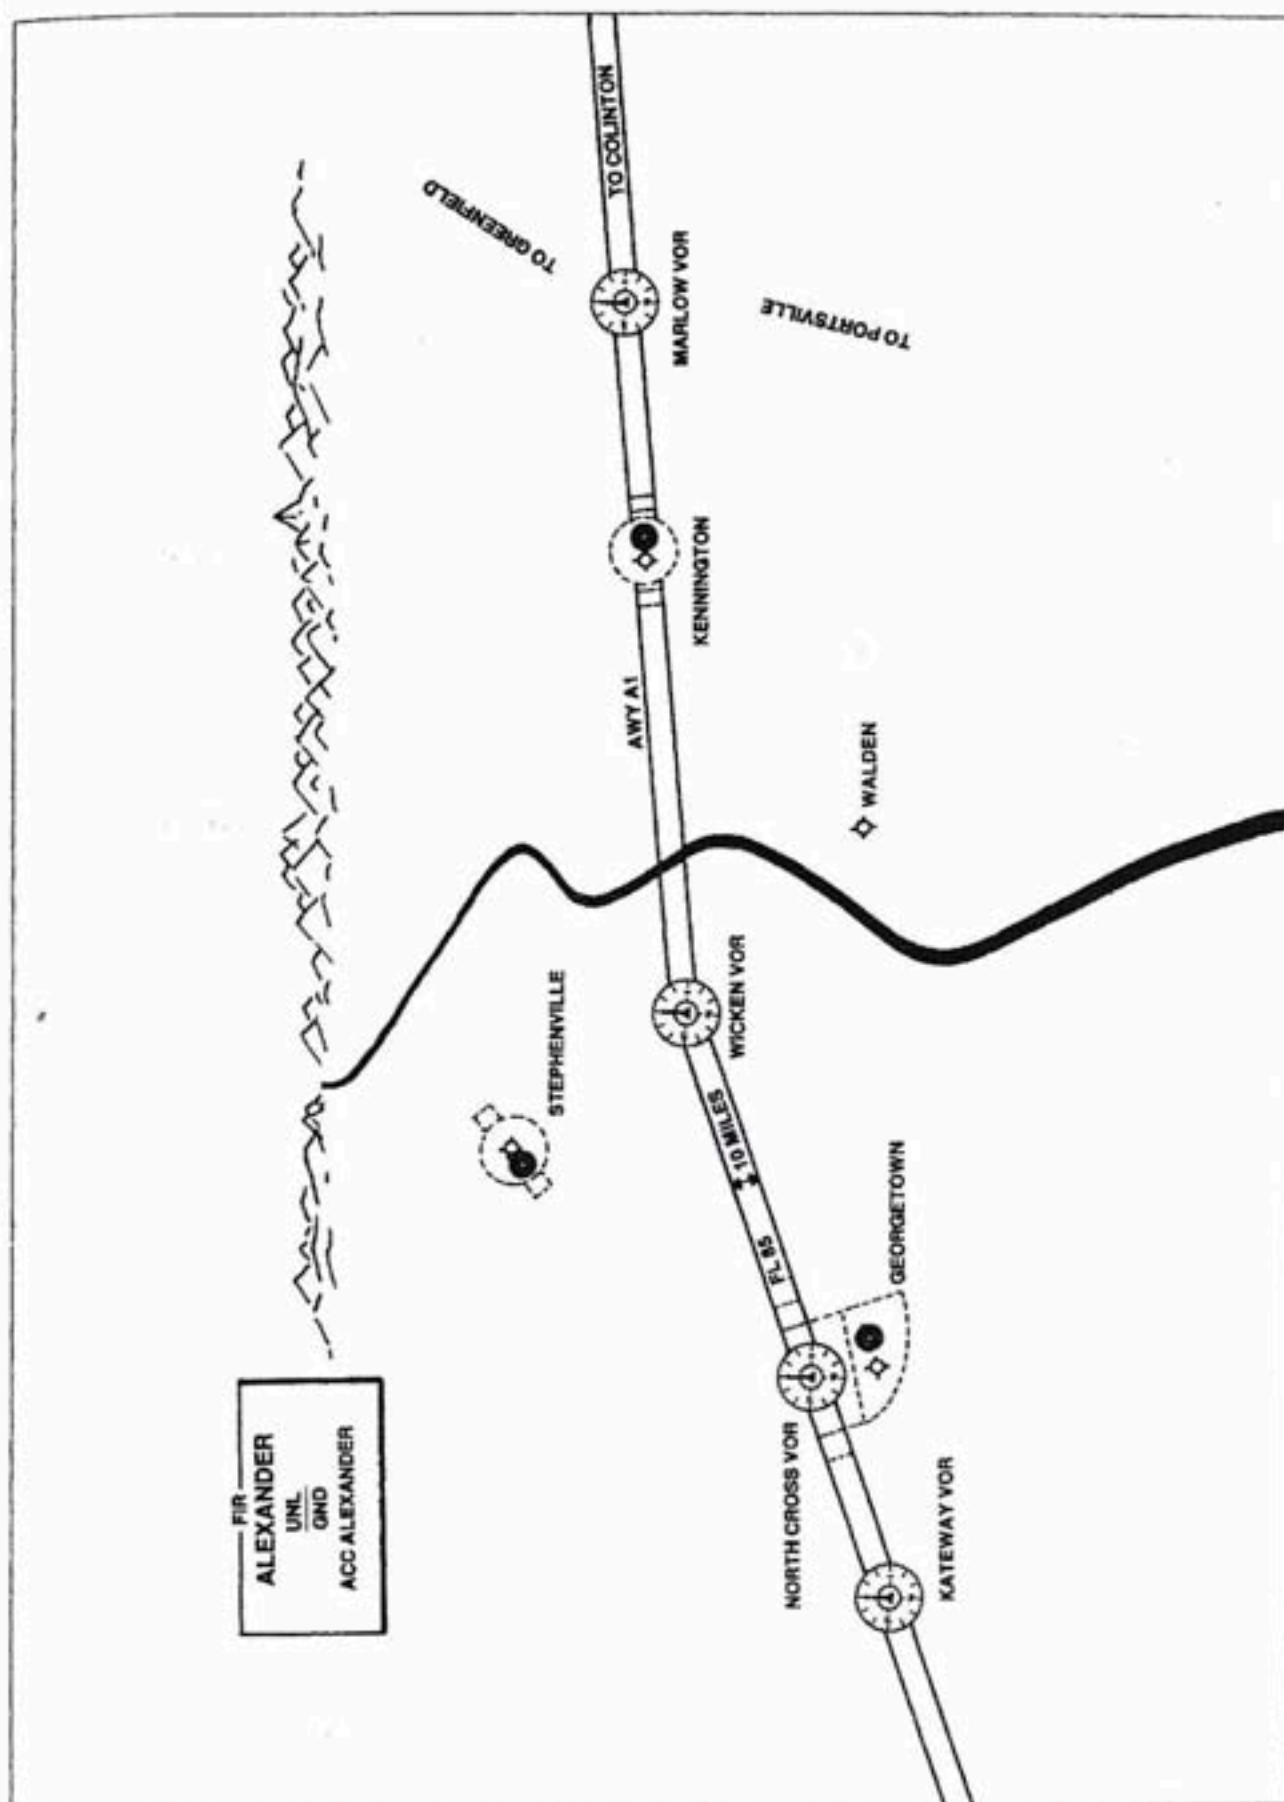 FIR
ALEXANDER
UNL
GND
ACC ALEXANDER
STEPHENVILLE
TO GREENFIELD
TO COLINTON
MARLOW VOR
TO PORTSVILLE
KENNINGTON
AWY A1
WALDEN
WICKEN VOR
10 MILES
FL 85
GEORGETOWN
NORTH CROSS VOR
KATEWAY VOR